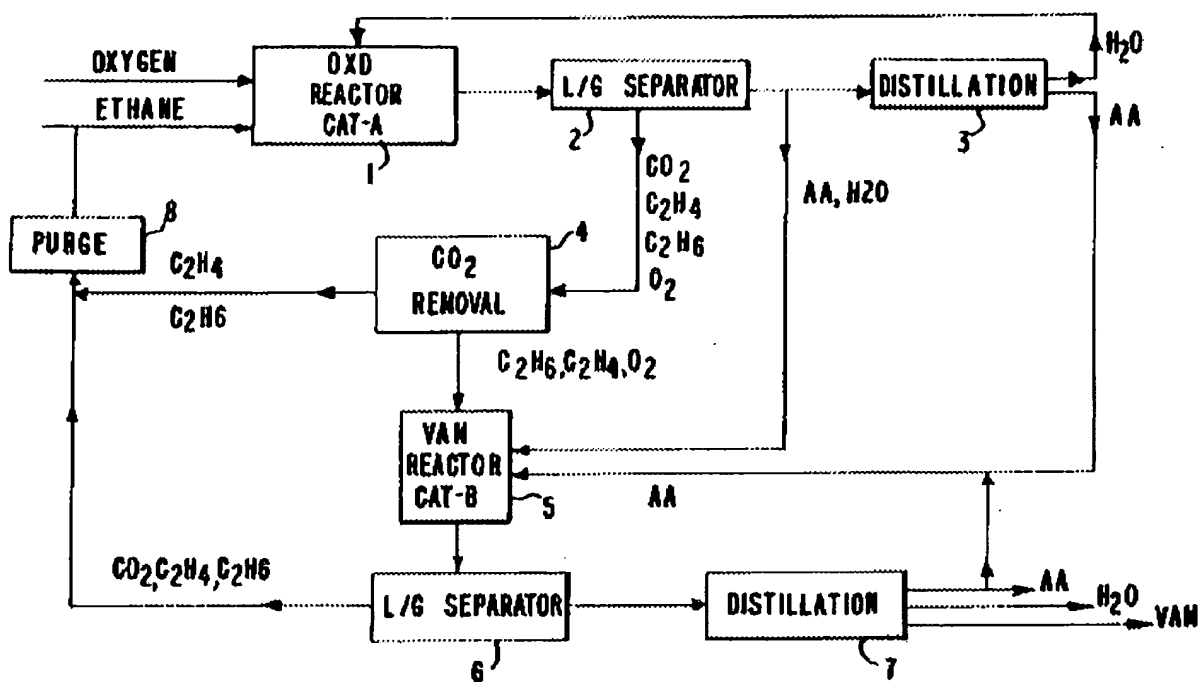 H2O
OXYGEN
ETHANE
OXD
REACTOR
CAT-A
1
L/G SEPARATOR
2
DISTILLATION
3
AA
CO2
C2H4
C2H6
O2
AA, H2O
PURGE
8
C2H4
C2H6
CO2
REMOVAL
4
C2H6,C2H4,O2
VAM
REACTOR
CAT-B
5
AA
CO2,C2H4,C2H6
L/G SEPARATOR
6
DISTILLATION
7
AA
H2O
VAM